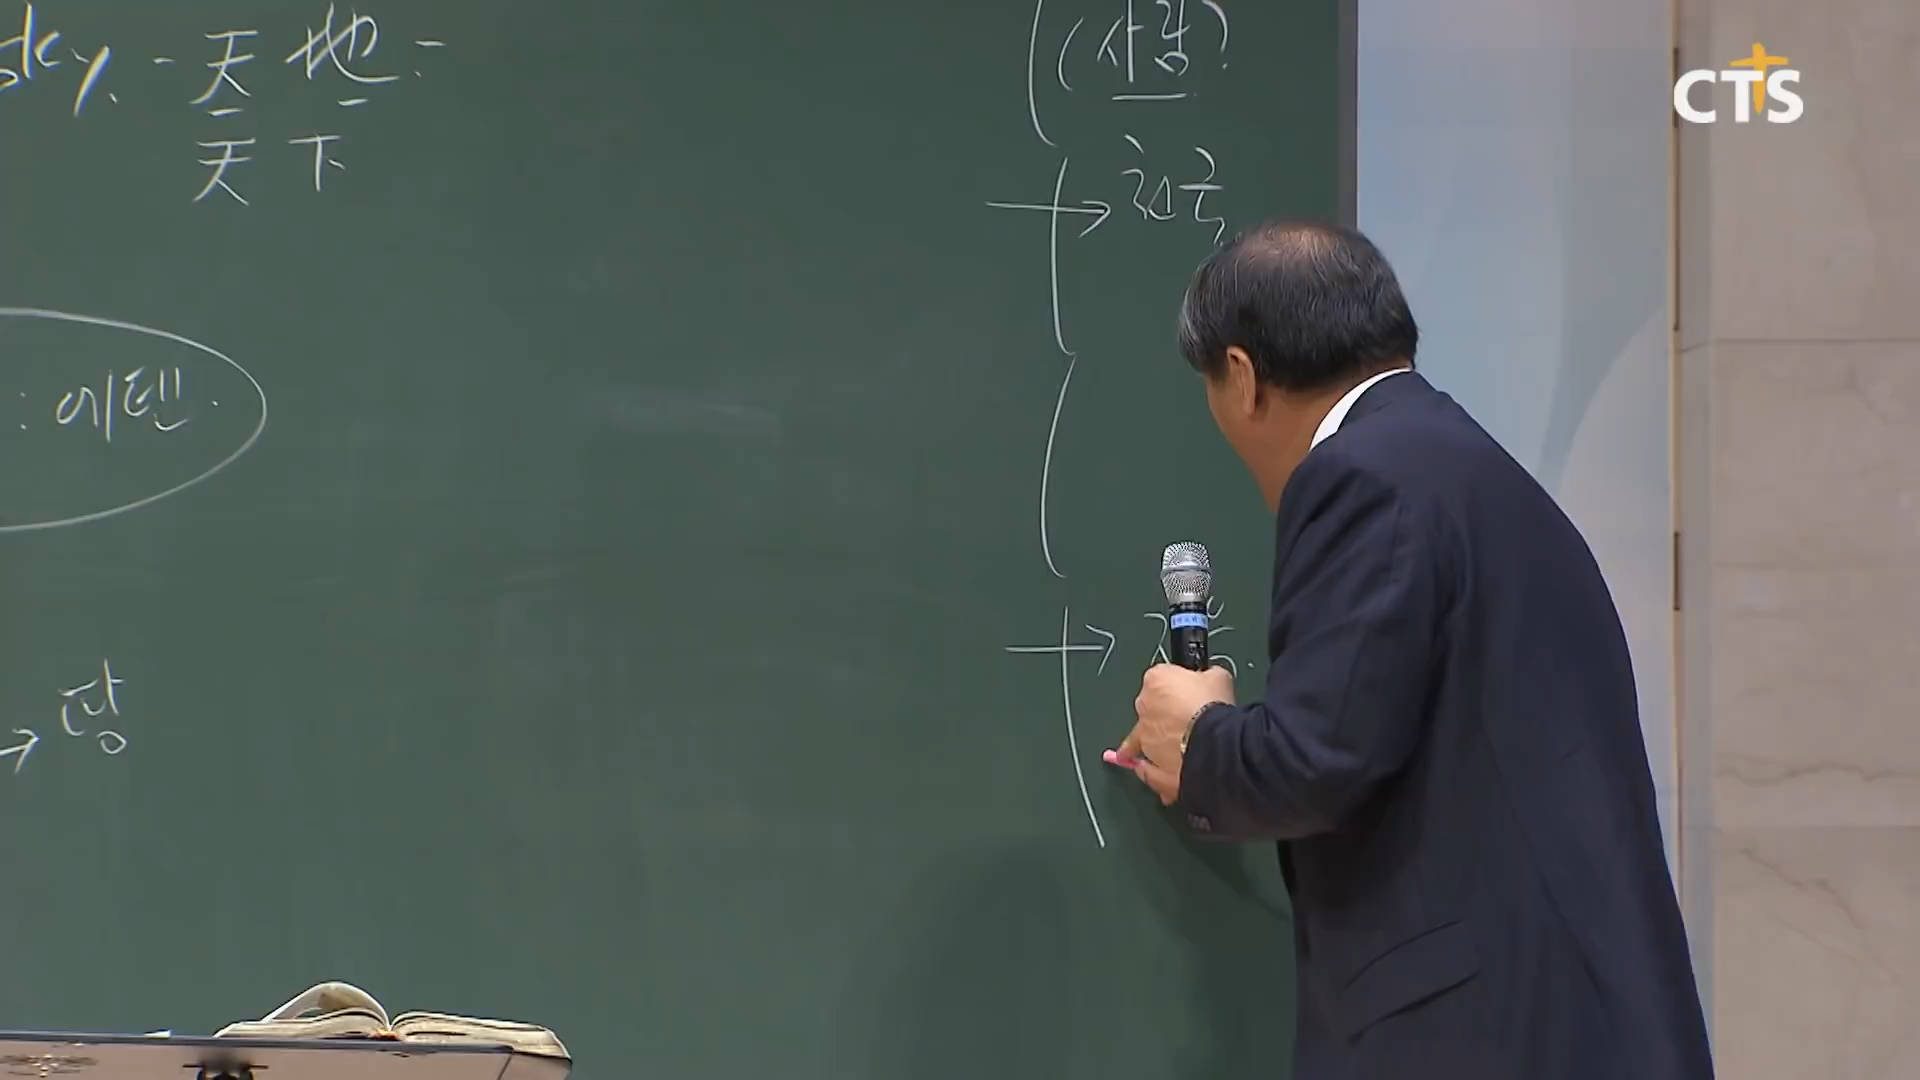 sky. - 天 地 -
天 下
: 에덴.
→ 땅
(사람?
→ 천국
CTS